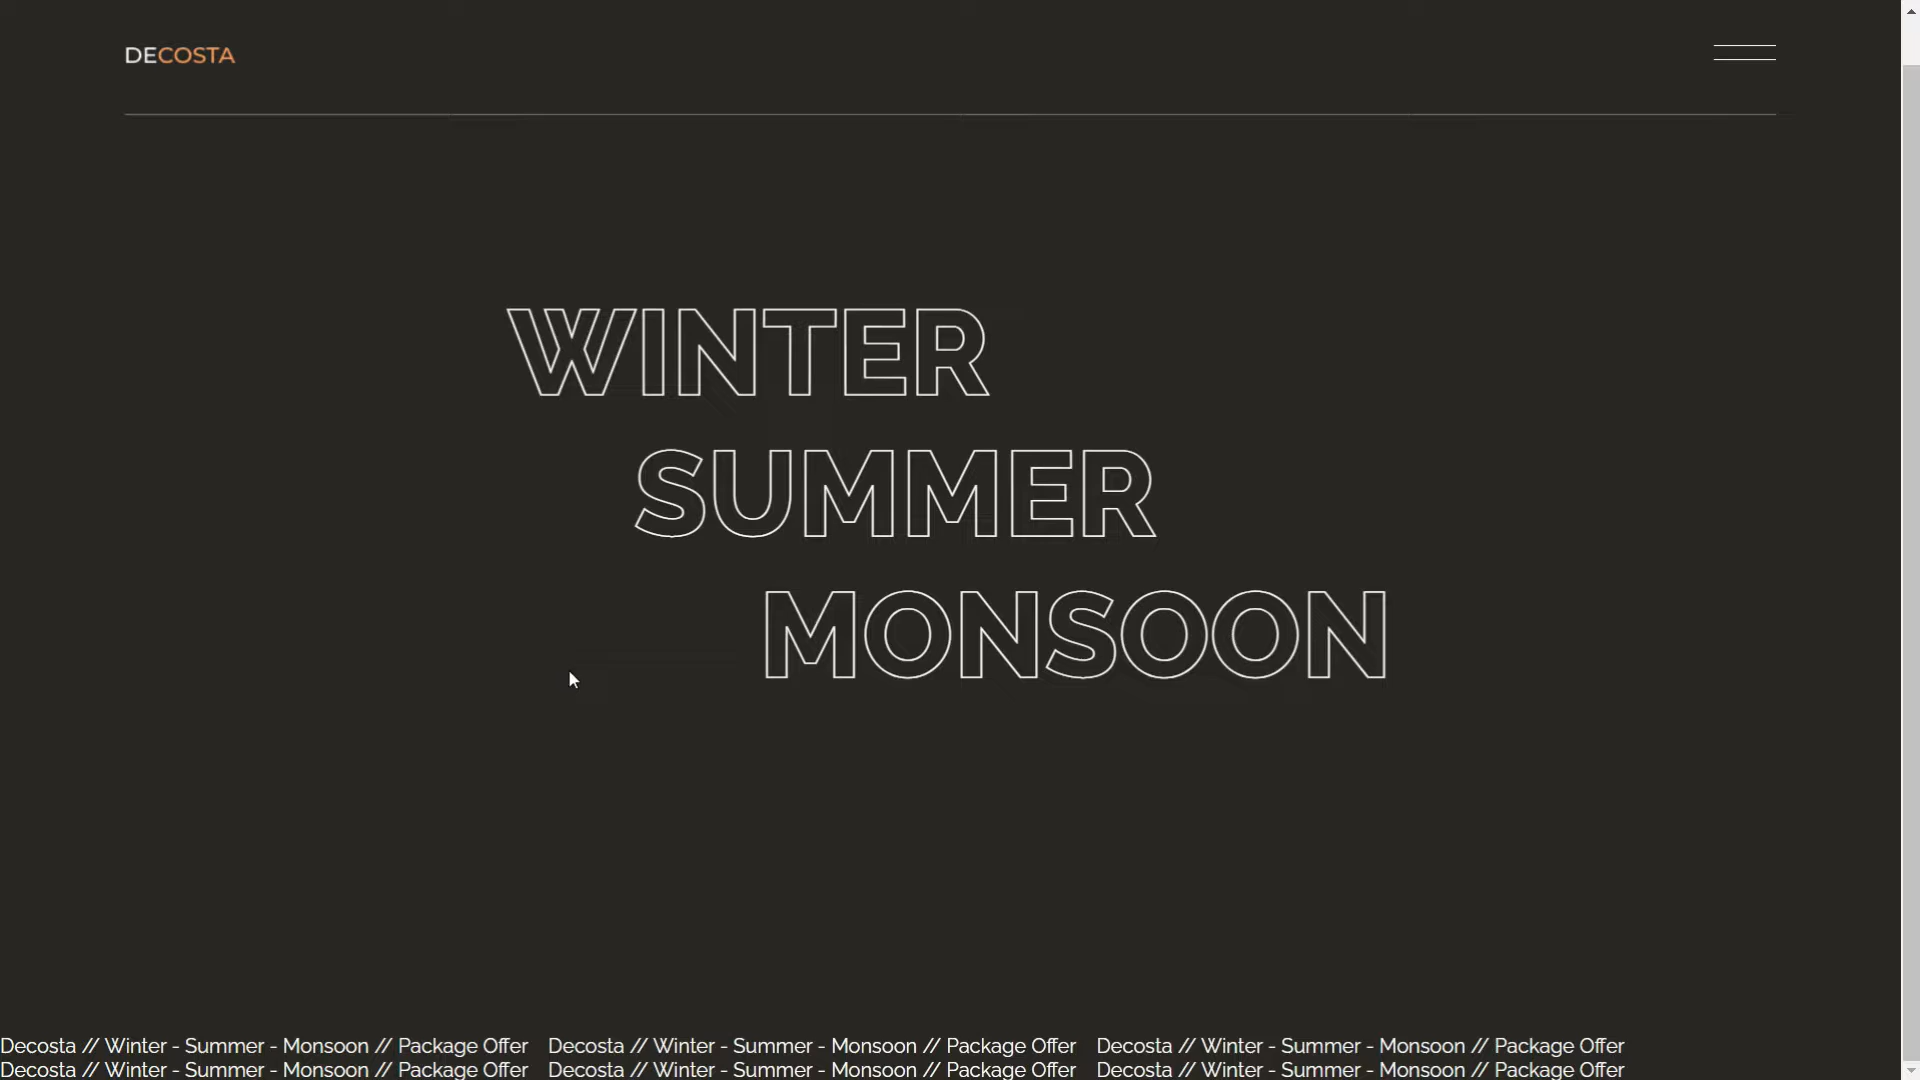 DECOSTA
WINTER
SUMMER
MONSOON
Decosta // Winter - Summer - Monsoon // Package Offer Decosta // Winter - Summer - Monsoon // Package Offer Decosta // Winter - Summer - Monsoon // Package Offer
Decosta // Winter - Summer - Monsoon // Package Offer Decosta // Winter - Summer - Monsoon // Package Offer Decosta // Winter - Summer - Monsoon // Package Offer